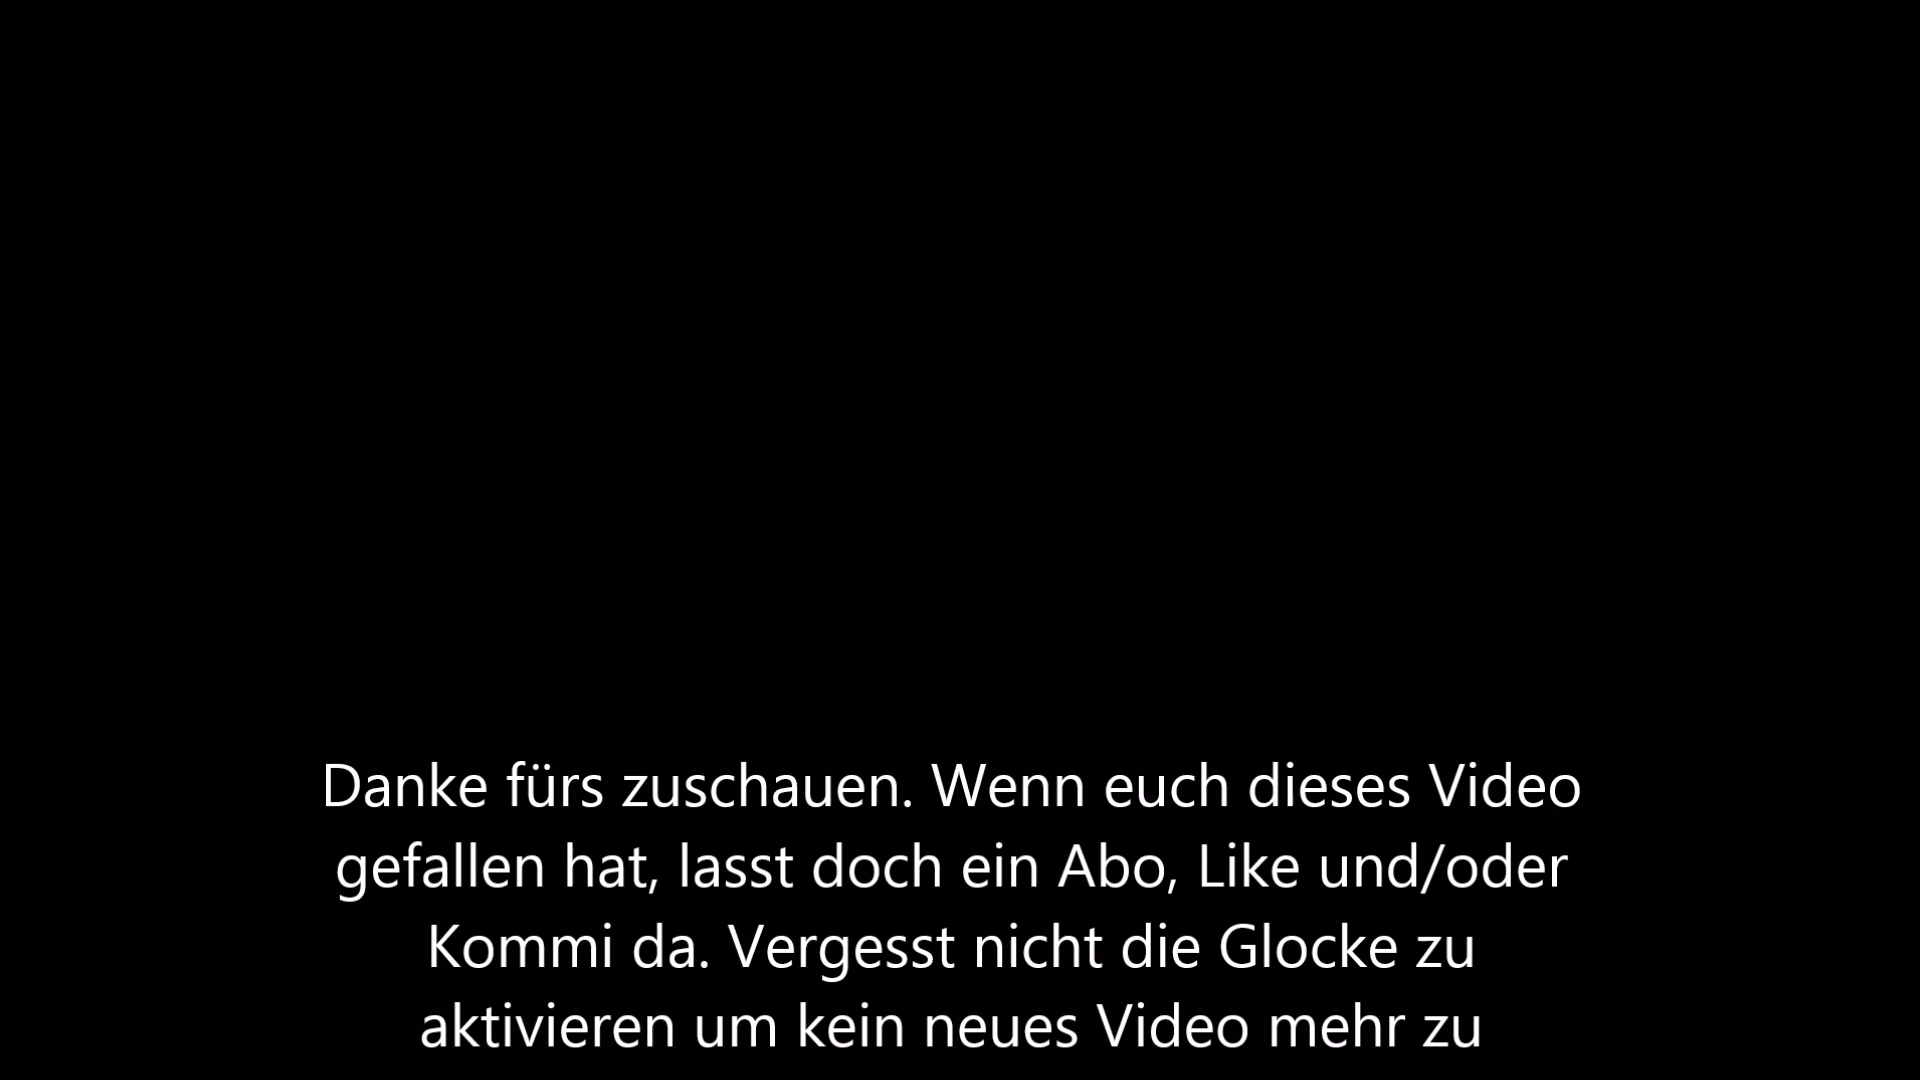 Danke fürs zuschauen. Wenn euch dieses Video
gefallen hat, lasst doch ein Abo, Like und/oder
Kommi da. Vergesst nicht die Glocke zu
aktivieren um kein neues Video mehr zu